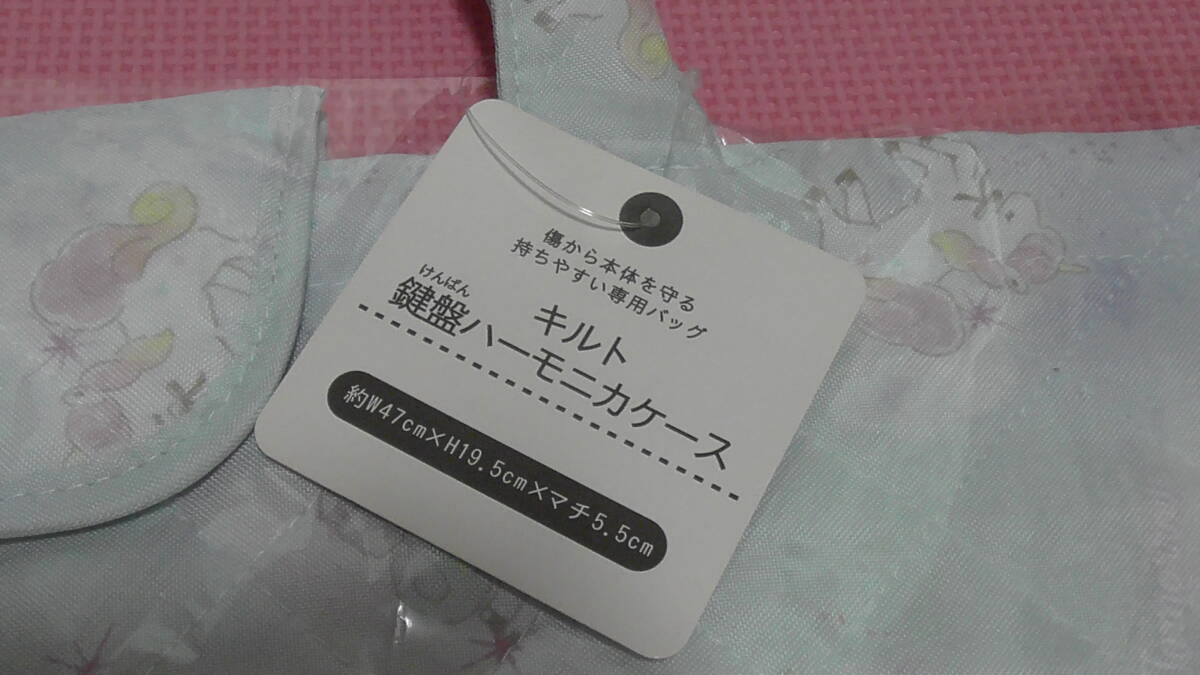 傷から本体を守る
持ちやすい専用バッグ
キルト
けんばん
鍵盤ハーモニカケース
約W47cm×H19.5cm×マチ5.5cm